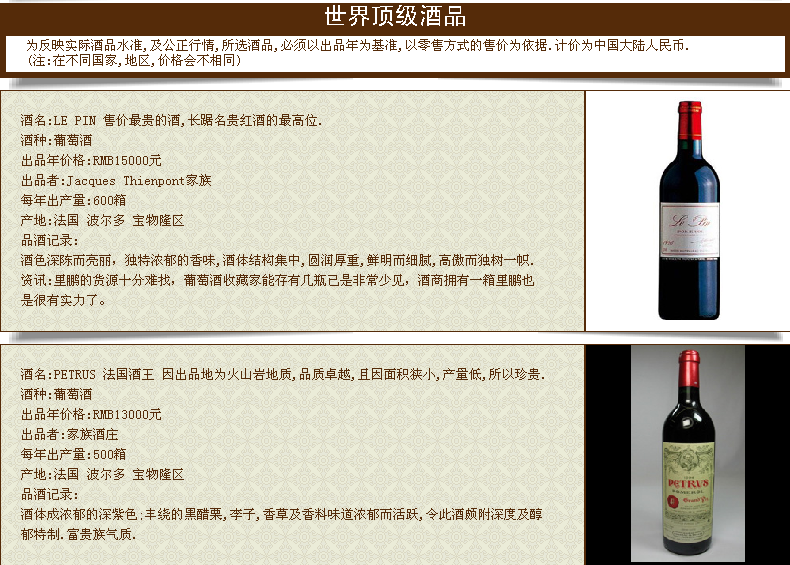 世界顶级酒品
为反映实际酒品水准,及公正行情,所选酒品,必须以出品年为基准,以零售方式的售价为依据.计价为中国大陆人民币.
(注:在不同国家,地区,价格会不相同)
酒名:LE PIN 售价最贵的酒,长踞名贵红酒的最高位.
酒种:葡萄酒
出品年价格:RMB15000元
出品者:Jacques Thienpont家族
每年出产量:600箱
产地:法国 波尔多 宝物隆区
品酒记录:
酒色深陈而亮丽，独特浓郁的香味,酒体结构集中,圆润厚重,鲜明而细腻,高傲而独树一帜.
资讯:里鹏的货源十分难找，葡萄酒收藏家能存有几瓶已是非常少见，酒商拥有一箱里鹏也
是很有实力了。
Le Pin
酒名:PETRUS 法国酒王 因出品地为火山岩地质,品质卓越,且因面积狭小,产量低,所以珍贵.
酒种:葡萄酒
出品年价格:RMB13000元
出品者:家族酒庄
每年出产量:500箱
产地:法国 波尔多 宝物隆区
品酒记录:
酒体成浓郁的深紫色;丰绕的黑醋栗,李子,香草及香料味道浓郁而活跃,令此酒颇附深度及醇
郁特制.富贵族气质.
PETRUS